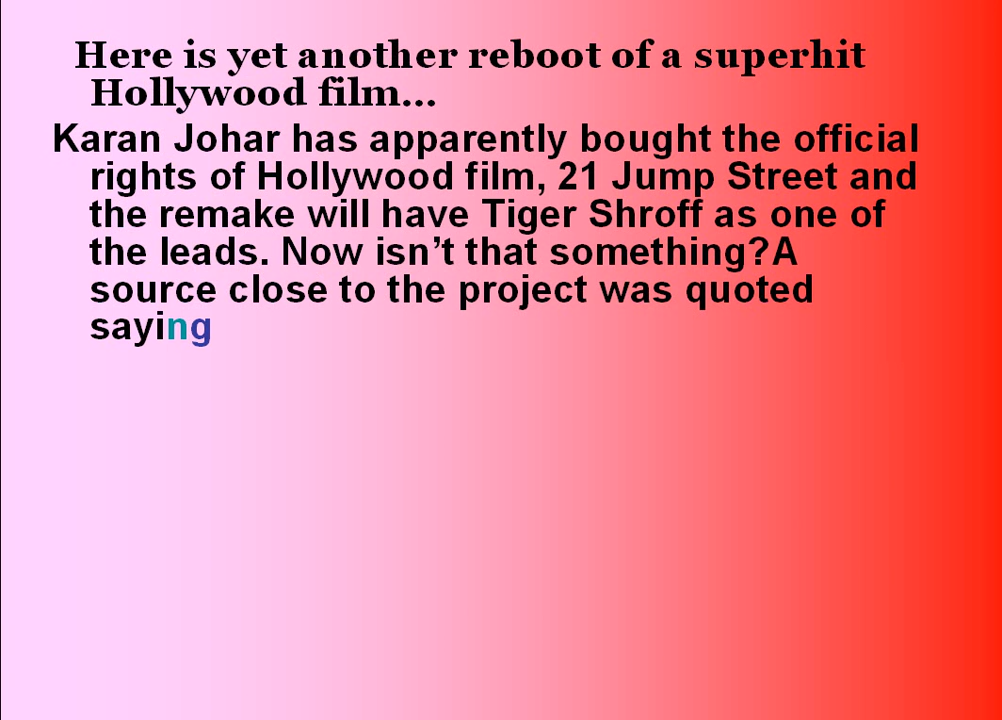 Here is yet another reboot of a superhit
Hollywood film...
Karan Johar has apparently bought the official
rights of Hollywood film, 21 Jump Street and
the remake will have Tiger Shroff as one of
the leads. Now isn’t that something?A
source close to the project was quoted
saying